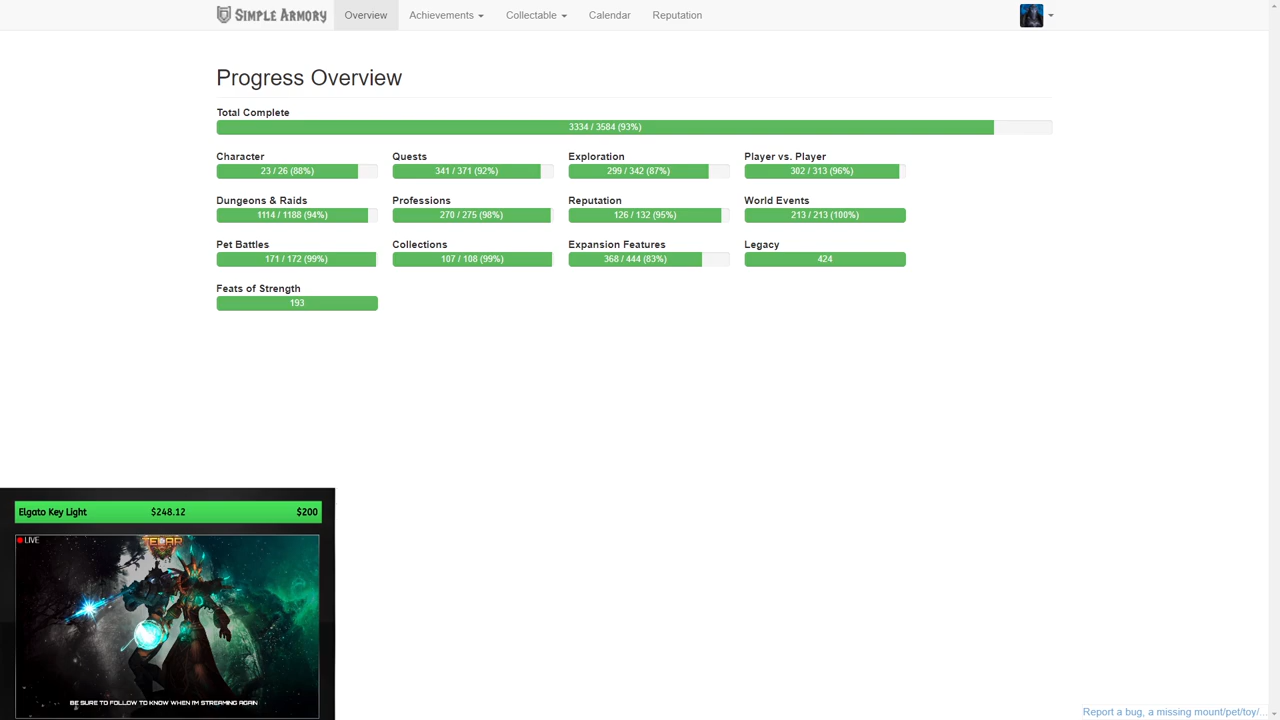 SIMPLE ARMORY Overview Achievements Collectable Calendar Reputation
Progress Overview
Total Complete
3334 / 3584 (93%)
Character Quests Exploration Player vs. Player
23 / 26 (88%) 341 / 371 (92%) 299 / 342 (87%) 302 / 313 (96%)
Dungeons & Raids Professions Reputation World Events
1114 / 1188 (94%) 270 / 275 (98%) 126 / 132 (95%) 213 / 213 (100%)
Pet Battles Collections Expansion Features Legacy
171 / 172 (99%) 107 / 108 (99%) 368 / 444 (83%) 424
Feats of Strength
193
Elgato Key Light $248.12 $200
LIVE
BE SURE TO FOLLOW TO KNOW WHEN I'M STREAMING AGAIN
Report a bug, a missing mount/pet/toy/...